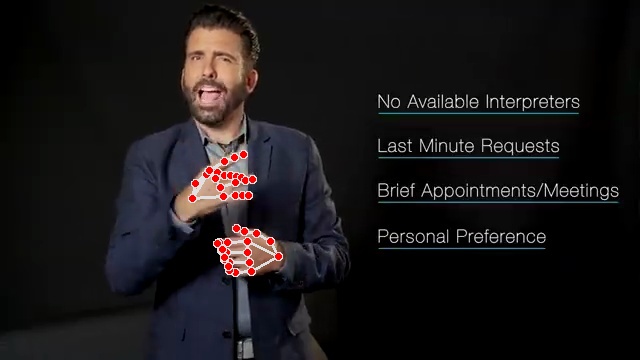 No Available Interpreters
Last Minute Requests
Brief Appointments/Meetings
Personal Preference